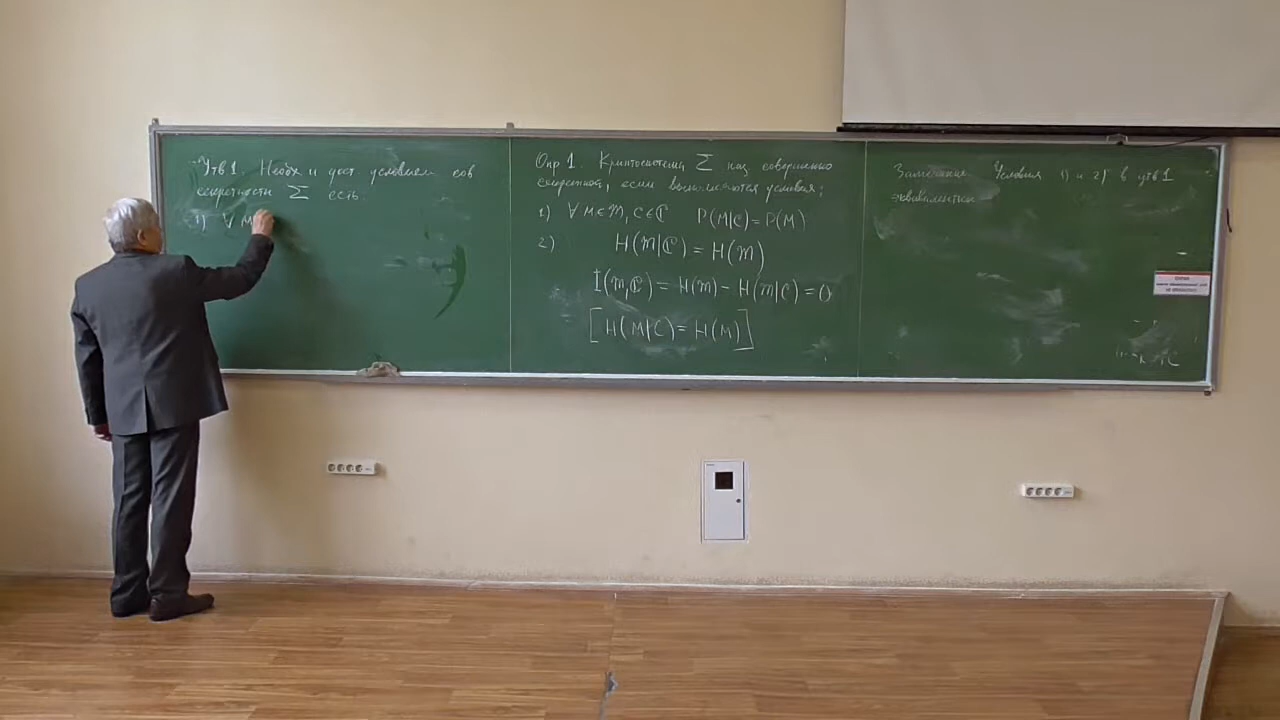 Утв 1. Необх и дост условием сов
секретности Σ есть.
1) ∀ M
Опр 1. Криптосистема Σ наз совершенно
секретной, если выполняются условия:
1) ∀ M ∈ 𝓜, C ∈ ℂ P(M|C) = P(M)
2) H(𝓜|ℂ) = H(𝓜)
I(𝓜,ℂ) = H(𝓜) - H(𝓜|ℂ) = 0
[H(M|C) = H(M)]
Замечание. Условия 1) и 2) в утв 1
эквивалентны